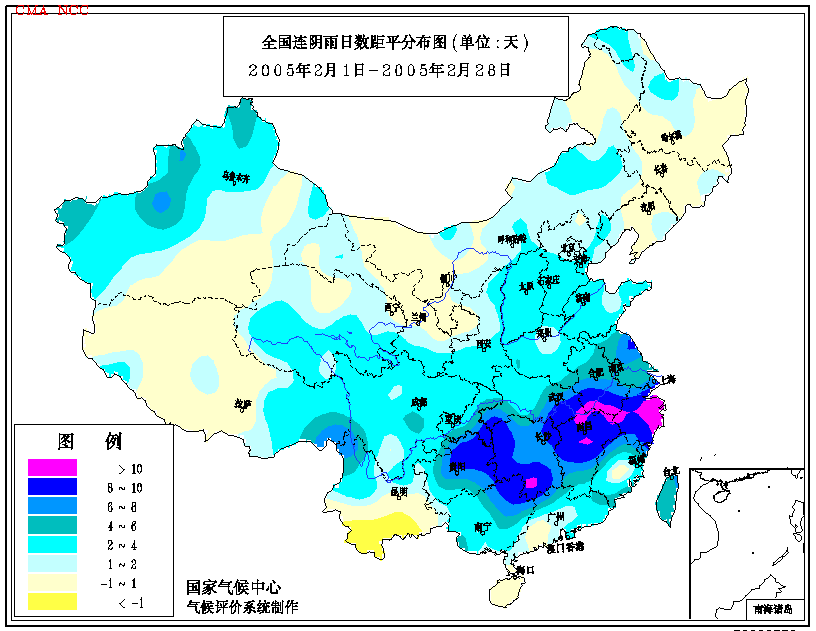 CMA NCC
全国连阴雨日数距平分布图(单位:天)
2005年2月1日-2005年2月28日
哈尔滨
长春
沈阳
乌鲁木齐
呼和浩特
北京
天津
银川
太原
石家庄
济南
西宁
兰州
西安
郑州
合肥
南京
上海
拉萨
成都
重庆
武汉
长沙
南昌
贵阳
福州
台北
昆明
南宁
广州
澳门 香港
海口
图 例
> 10
8 ~ 10
6 ~ 8
4 ~ 6
2 ~ 4
1 ~ 2
-1 ~ 1
< -1
国家气候中心
气候评价系统制作
南海诸岛